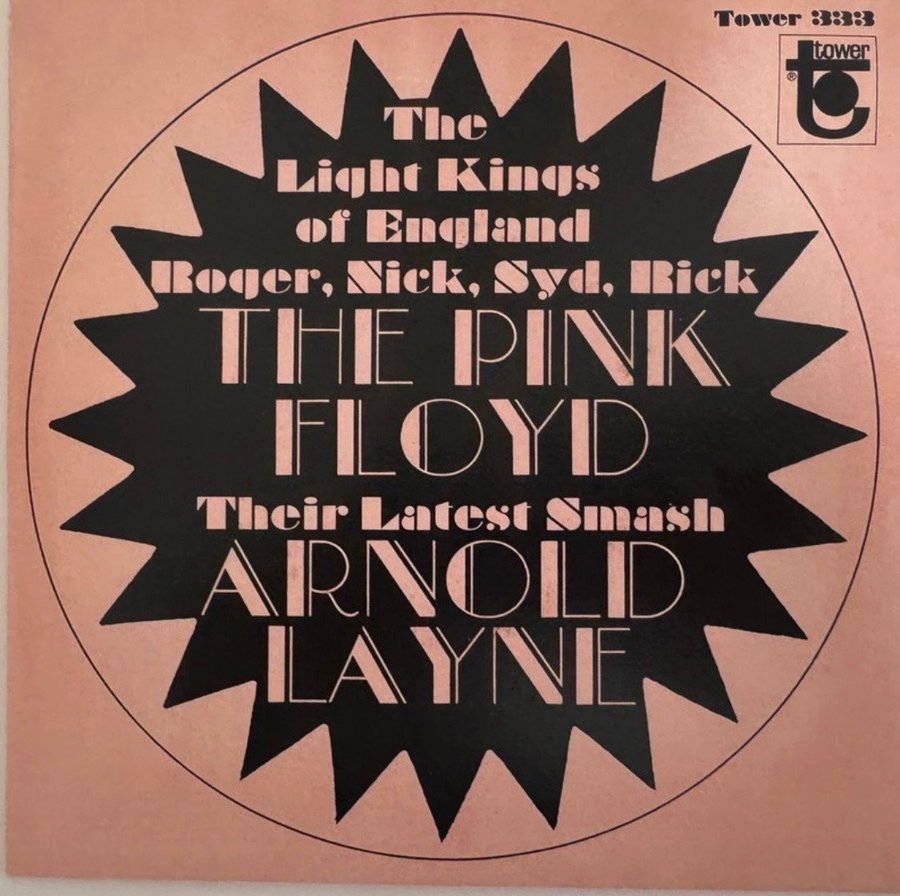 Tower 333
tower
®
The
Light Kings
of England
Roger, Nick, Syd, Rick
THE PINK
FLOYD
Their Latest Smash
ARNOLD
LAYNE